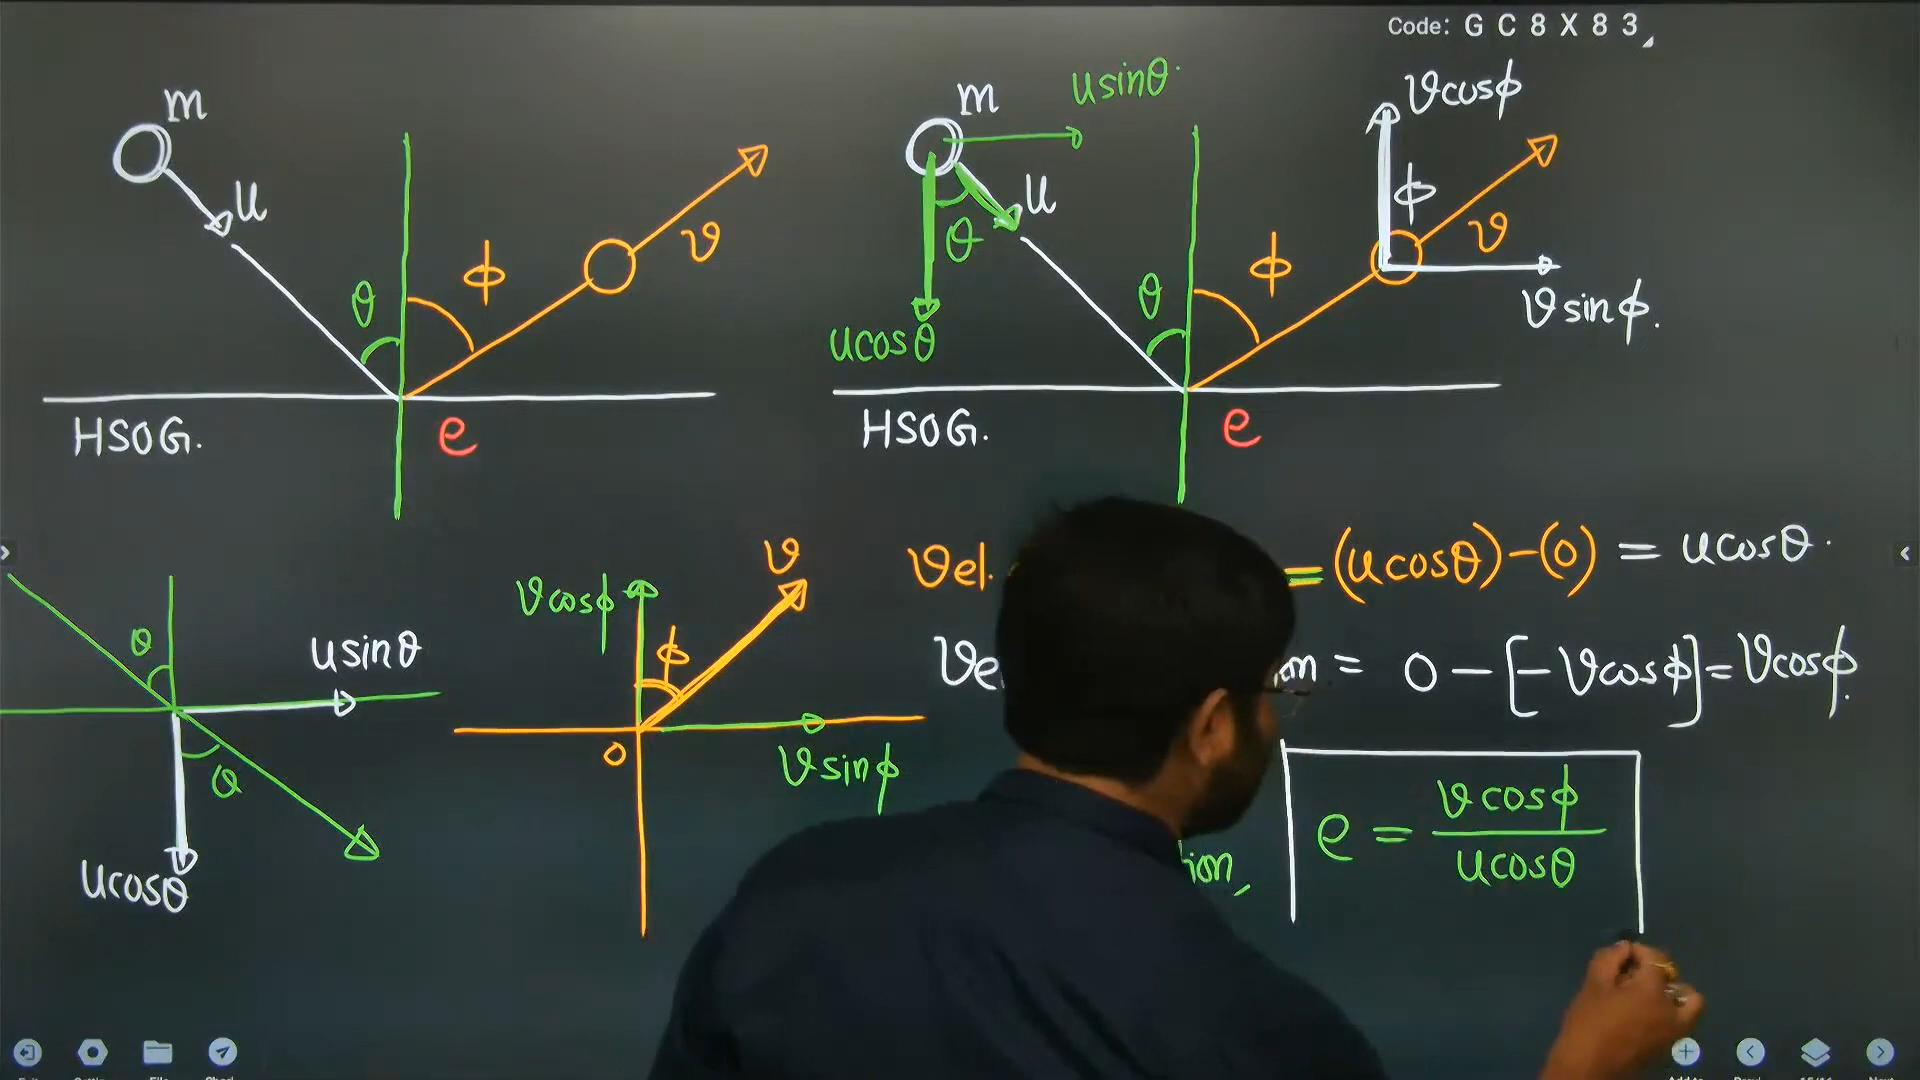 Code: G C 8 X 8 3
m
u
θ
ϕ
v
HSOG.
e
m
usinθ
u
θ
ucosθ
θ
ϕ
vcosϕ
ϕ
v
vsinϕ.
HSOG.
e
θ
usinθ
θ
ucosθ
vcosϕ
v
ϕ
O
vsinϕ
Vel. = (ucosθ)-(0) = ucosθ.
= 0 - [-vcosϕ] = vcosϕ.
e = vcosϕ
ucosθ